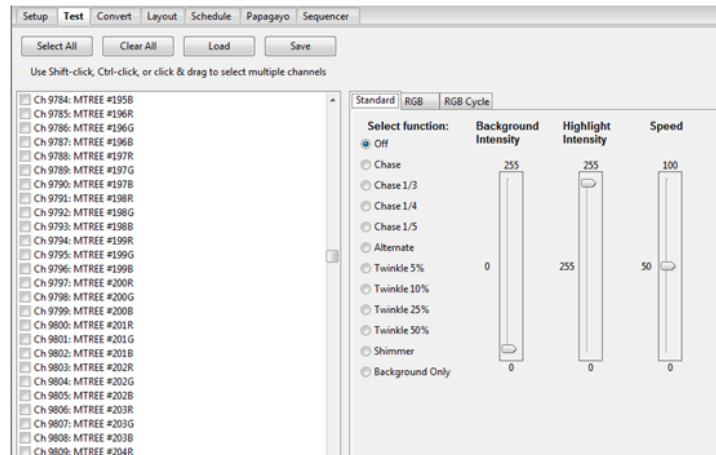 Setup Test Convert Layout Schedule Papagayo Sequencer
Select All Clear All Load Save
Use Shift-click, Ctrl-click, or click & drag to select multiple channels
Ch 9784: MTREE #195B
Ch 9785: MTREE #196R
Ch 9786: MTREE #196G
Ch 9787: MTREE #196B
Ch 9788: MTREE #197R
Ch 9789: MTREE #197G
Ch 9790: MTREE #197B
Ch 9791: MTREE #198R
Ch 9792: MTREE #198G
Ch 9793: MTREE #198B
Ch 9794: MTREE #199R
Ch 9795: MTREE #199G
Ch 9796: MTREE #199B
Ch 9797: MTREE #200R
Ch 9798: MTREE #200G
Ch 9799: MTREE #200B
Ch 9800: MTREE #201R
Ch 9801: MTREE #201G
Ch 9802: MTREE #201B
Ch 9803: MTREE #202R
Ch 9804: MTREE #202G
Ch 9805: MTREE #202B
Ch 9806: MTREE #203R
Ch 9807: MTREE #203G
Ch 9808: MTREE #203B
Ch 9809: MTREE #204R
Standard RGB RGB Cycle
Select function:
Off
Chase
Chase 1/3
Chase 1/4
Chase 1/5
Alternate
Twinkle 5%
Twinkle 10%
Twinkle 25%
Twinkle 50%
Shimmer
Background Only
Background
Intensity
255
0
0
Highlight
Intensity
255
255
0
Speed
100
50
0